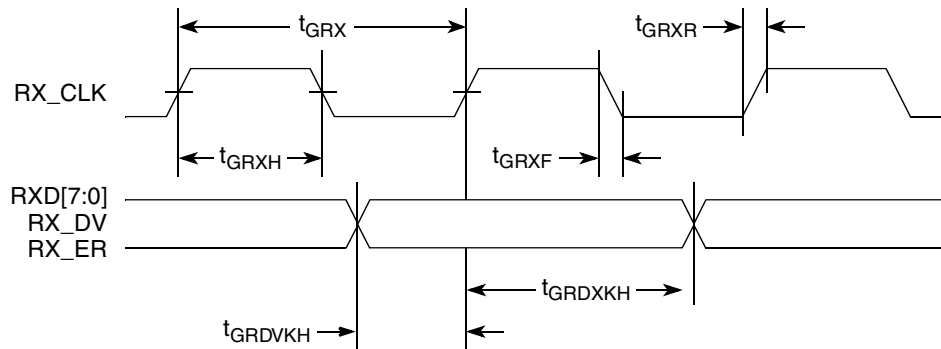 tGRX
tGRXR
RX_CLK
tGRXH
tGRXF
RXD[7:0]
RX_DV
RX_ER
tGRDXKH
tGRDVKH